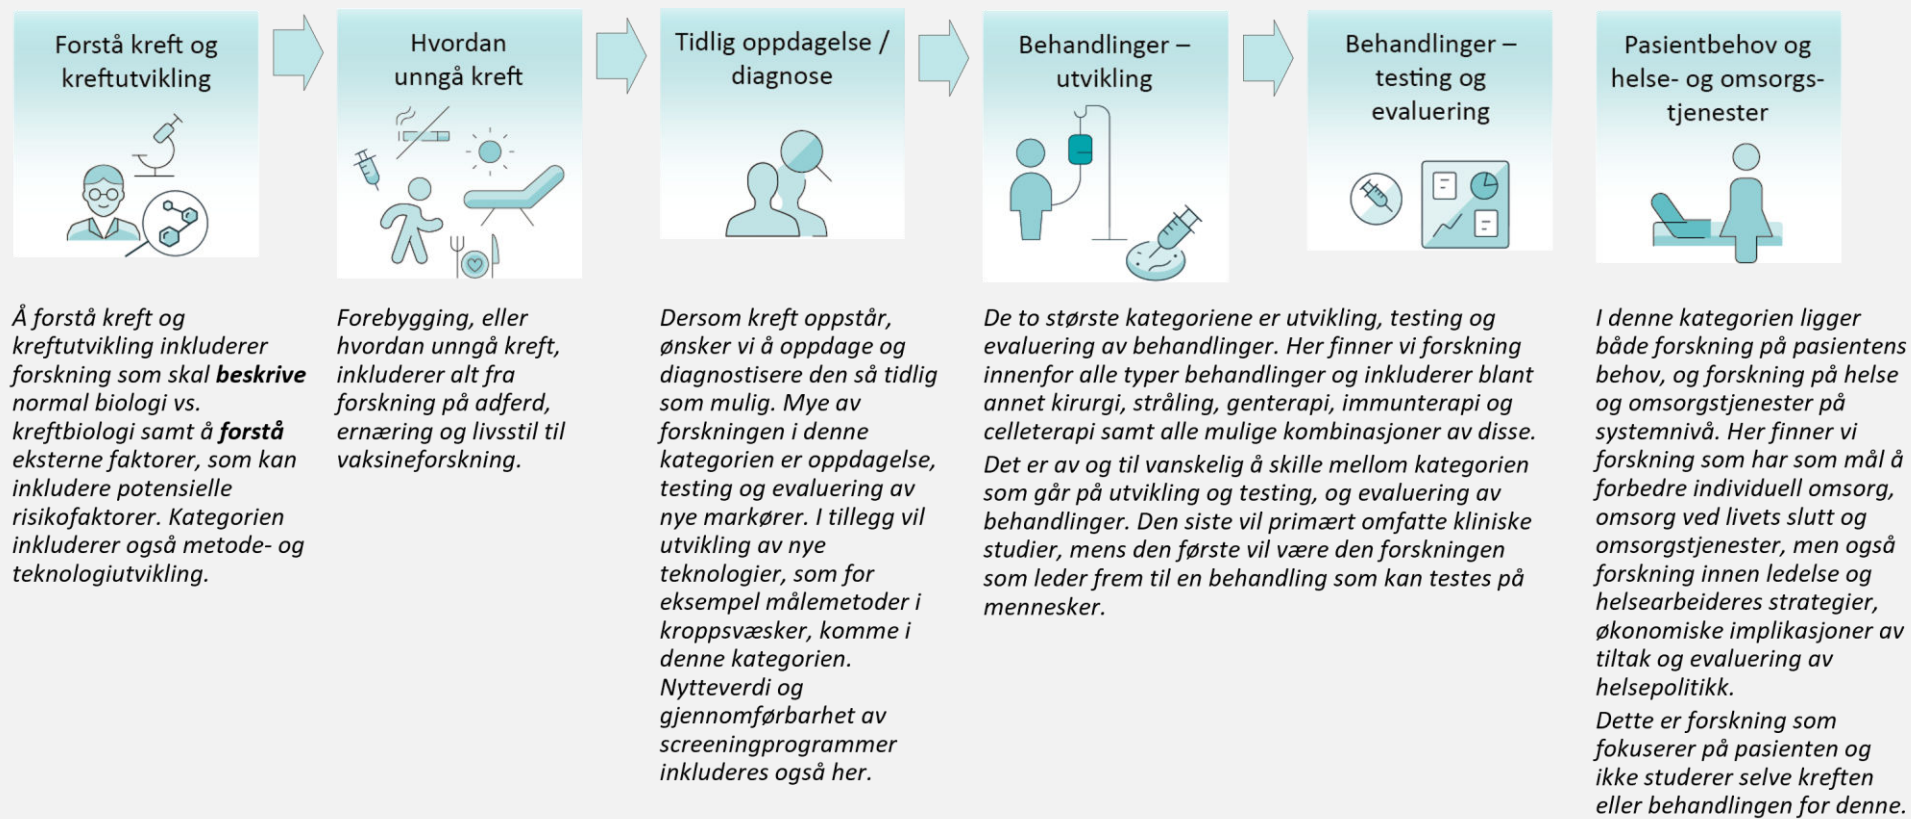 Forstå kreft og
kreftutvikling
Hvordan
unngå kreft
Tidlig oppdagelse /
diagnose
Behandlinger –
utvikling
Behandlinger –
testing og
evaluering
Pasientbehov og
helse- og omsorgs-
tjenester
Å forstå kreft og
kreftutvikling inkluderer
forskning som skal beskrive
normal biologi vs.
kreftbiologi samt å forstå
eksterne faktorer, som kan
inkludere potensielle
risikofaktorer. Kategorien
inkluderer også metode- og
teknologiutvikling.
Forebygging, eller
hvordan unngå kreft,
inkluderer alt fra
forskning på adferd,
ernæring og livsstil til
vaksineforskning.
Dersom kreft oppstår,
ønsker vi å oppdage og
diagnostisere den så tidlig
som mulig. Mye av
forskningen i denne
kategorien er oppdagelse,
testing og evaluering av
nye markører. I tillegg vil
utvikling av nye
teknologier, som for
eksempel målemetoder i
kroppsvæsker, komme i
denne kategorien.
Nytteverdi og
gjennomførbarhet av
screeningprogrammer
inkluderes også her.
De to største kategoriene er utvikling, testing og
evaluering av behandlinger. Her finner vi forskning
innenfor alle typer behandlinger og inkluderer blant
annet kirurgi, stråling, genterapi, immunterapi og
celleterapi samt alle mulige kombinasjoner av disse.
Det er av og til vanskelig å skille mellom kategorien
som går på utvikling og testing, og evaluering av
behandlinger. Den siste vil primært omfatte kliniske
studier, mens den første vil være den forskningen
som leder frem til en behandling som kan testes på
mennesker.
I denne kategorien ligger
både forskning på pasientens
behov, og forskning på helse
og omsorgstjenester på
systemnivå. Her finner vi
forskning som har som mål å
forbedre individuell omsorg,
omsorg ved livets slutt og
omsorgstjenester, men også
forskning innen ledelse og
helsearbeideres strategier,
økonomiske implikasjoner av
tiltak og evaluering av
helsepolitikk.
Dette er forskning som
fokuserer på pasienten og
ikke studerer selve kreften
eller behandlingen for denne.